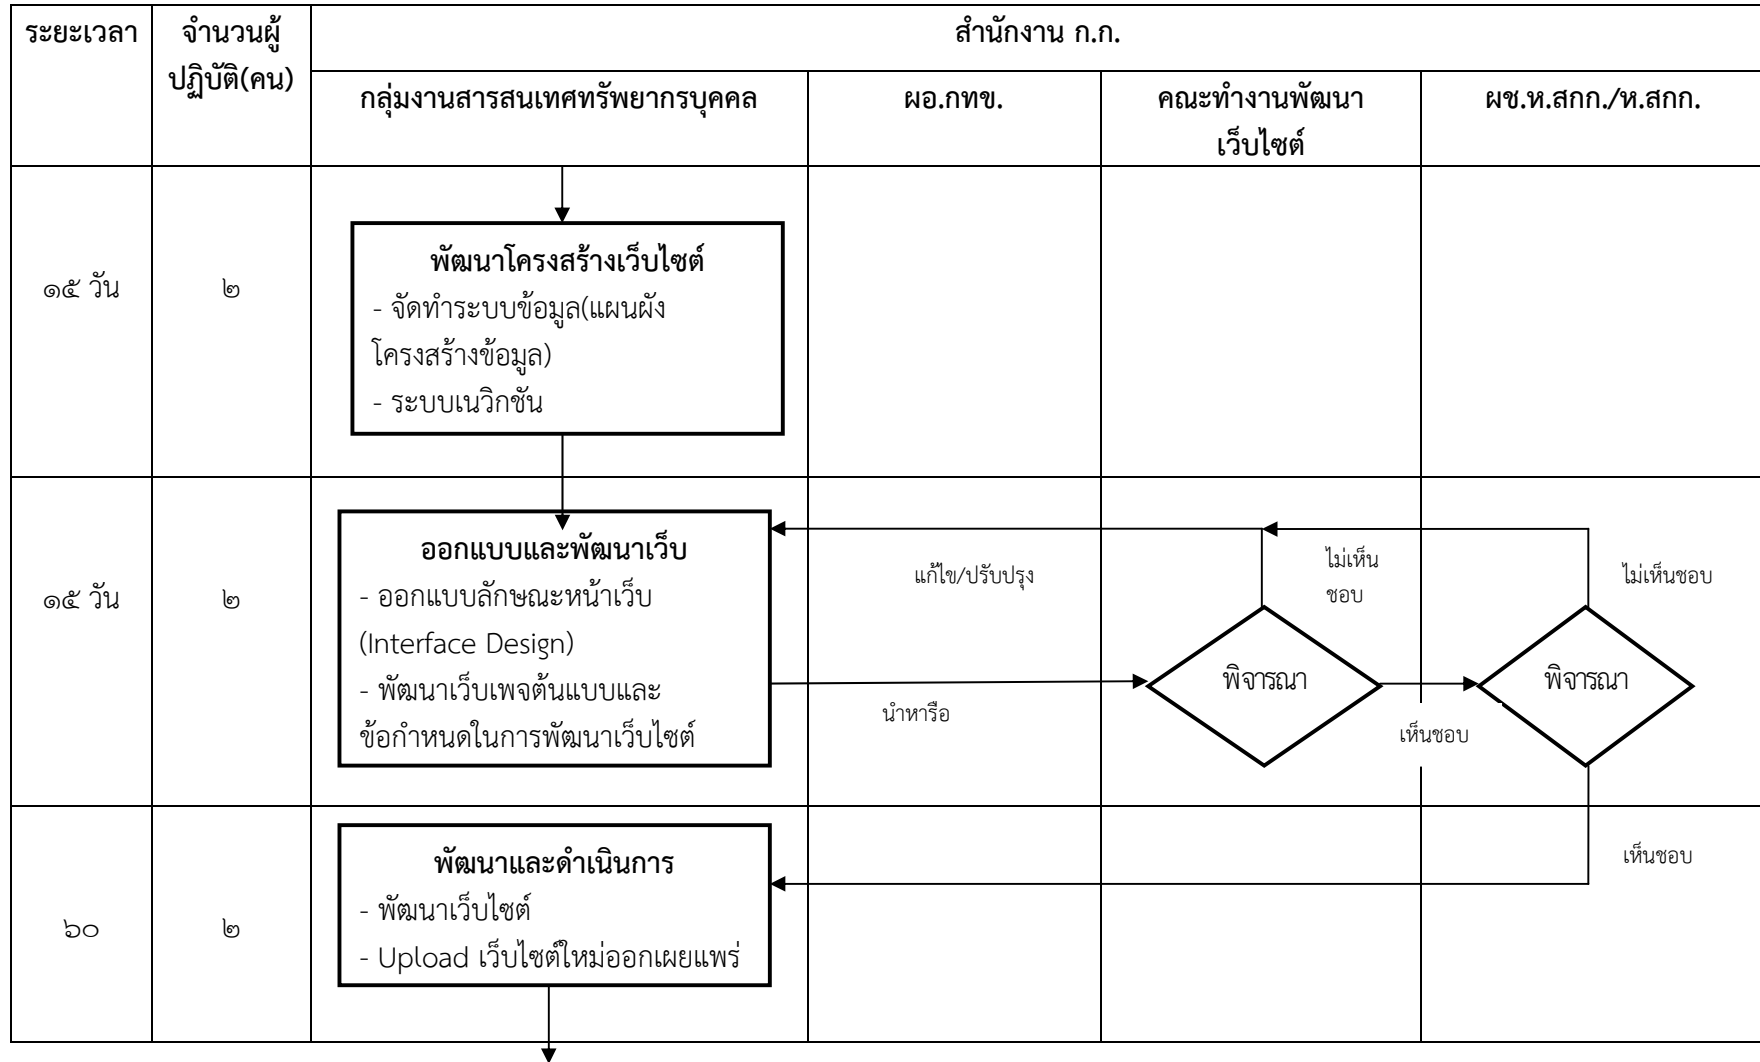 ระยะเวลา
จำนวนผู้
ปฏิบัติ(คน)
สำนักงาน ก.ก.
กลุ่มงานสารสนเทศทรัพยากรบุคคล
ผอ.กทข.
คณะทำงานพัฒนา
เว็บไซต์
ผช.ห.สกก./ห.สกก.
๑๕ วัน
๒
พัฒนาโครงสร้างเว็บไซต์
- จัดทำระบบข้อมูล(แผนผัง
โครงสร้างข้อมูล)
- ระบบเนวิกชัน
๑๕ วัน
๒
ออกแบบและพัฒนาเว็บ
- ออกแบบลักษณะหน้าเว็บ
(Interface Design)
- พัฒนาเว็บเพจต้นแบบและ
ข้อกำหนดในการพัฒนาเว็บไซต์
แก้ไข/ปรับปรุง
นำหารือ
ไม่เห็น
ชอบ
พิจารณา
เห็นชอบ
ไม่เห็นชอบ
พิจารณา
๖๐
๒
พัฒนาและดำเนินการ
- พัฒนาเว็บไซต์
- Upload เว็บไซต์ใหม่ออกเผยแพร่
เห็นชอบ